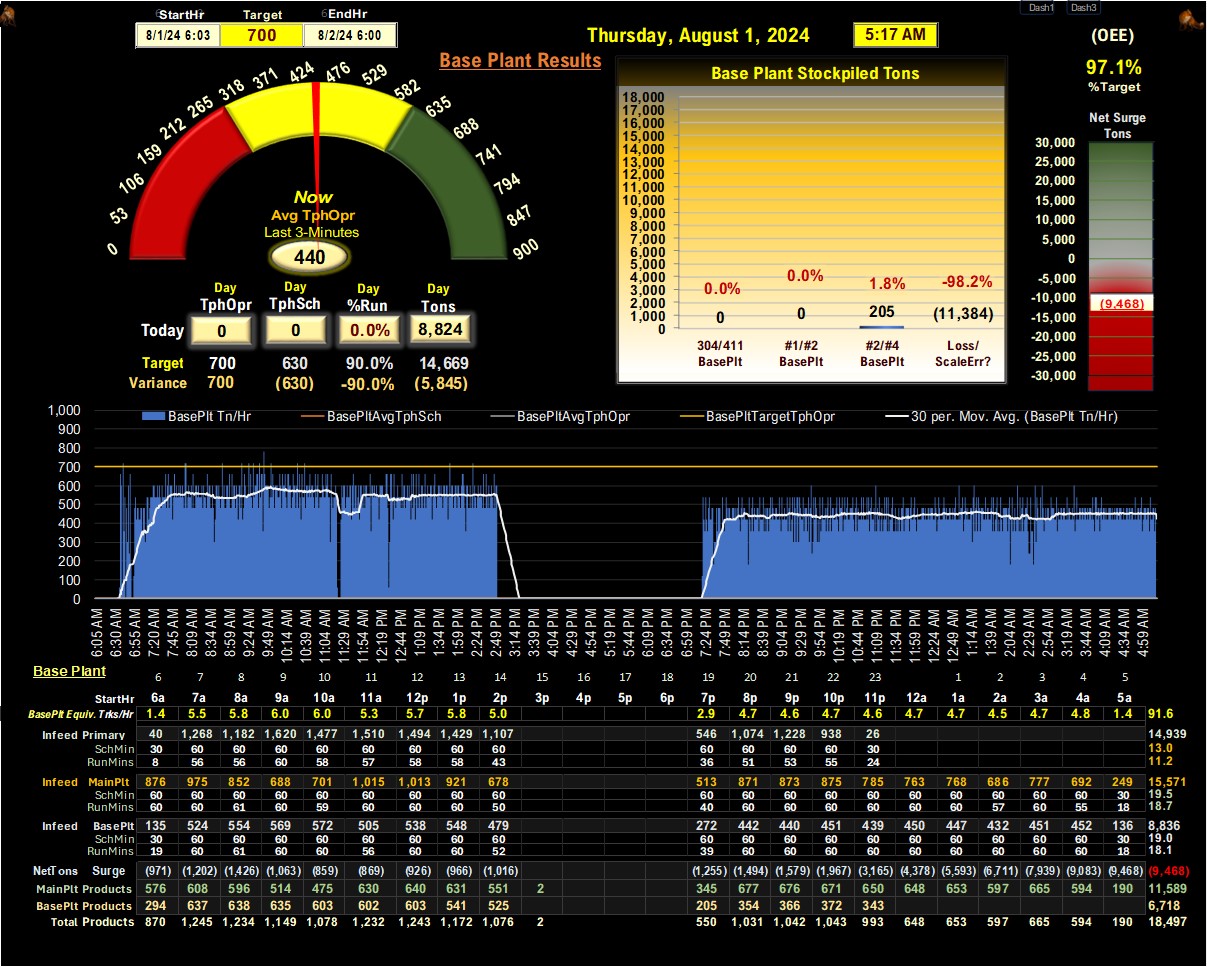 StartHr Target 6EndHr Dash1 Dash3
8/1/24 6:03 700 8/2/24 6:00
Thursday, August 1, 2024 5:17 AM (OEE)
Base Plant Results
97.1%
%Target
0 53 106 159 212 265 318 371 424 476 529 582 635 688 741 794 847 900
Now
Avg TphOpr
Last 3-Minutes
440
Day Day Day Day
TphOpr TphSch %Run Tons
Today 0 0 0.0% 8,824
Target 700 630 90.0% 14,669
Variance 700 (630) -90.0% (5,845)
Base Plant Stockpiled Tons
18,000
17,000
16,000
15,000
14,000
13,000
12,000
11,000
10,000
9,000
8,000
7,000
6,000
5,000
4,000
3,000
2,000
1,000
0
0.0% 0.0% 1.8% -98.2%
0 0 205 (11,384)
304/411 #1/#2 #2/#4 Loss/
BasePlt BasePlt BasePlt ScaleErr?
Net Surge
Tons
30,000
25,000
20,000
15,000
10,000
5,000
0
-5,000
-10,000
(9,468)
-15,000
-20,000
-25,000
-30,000
BasePlt Tn/Hr BasePltAvgTphSch BasePltAvgTphOpr BasePltTargetTphOpr 30 per. Mov. Avg. (BasePlt Tn/Hr)
1,000
900
800
700
600
500
400
300
200
100
0
6:05 AM 6:30 AM 6:55 AM 7:20 AM 7:45 AM 8:09 AM 8:34 AM 8:59 AM 9:24 AM 9:49 AM 10:14 AM 10:39 AM 11:04 AM 11:29 AM 11:54 AM 12:19 PM 12:44 PM 1:09 PM 1:34 PM 1:59 PM 2:24 PM 2:49 PM 3:14 PM 3:39 PM 4:04 PM 4:29 PM 4:54 PM 5:19 PM 5:44 PM 6:09 PM 6:34 PM 6:59 PM 7:24 PM 7:49 PM 8:14 PM 8:39 PM 9:04 PM 9:29 PM 9:54 PM 10:19 PM 10:44 PM 11:09 PM 11:34 PM 11:59 PM 12:24 AM 12:49 AM 1:14 AM 1:39 AM 2:04 AM 2:29 AM 2:54 AM 3:19 AM 3:44 AM 4:09 AM 4:34 AM 4:59 AM
Base Plant
6 7 8 9 10 11 12 13 14 15 16 17 18 19 20 21 22 23 1 2 3 4 5
StartHr 6a 7a 8a 9a 10a 11a 12p 1p 2p 3p 4p 5p 6p 7p 8p 9p 10p 11p 12a 1a 2a 3a 4a 5a
BasePlt Equiv. Trks/Hr 1.4 5.5 5.8 6.0 6.0 5.3 5.7 5.8 5.0 2.9 4.7 4.6 4.7 4.6 4.7 4.7 4.5 4.7 4.8 1.4 91.6
Infeed Primary 40 1,268 1,182 1,620 1,477 1,510 1,494 1,429 1,107 546 1,074 1,228 938 26 14,939
SchMin 30 60 60 60 60 60 60 60 60 60 60 60 60 30 13.0
RunMins 8 56 56 60 58 57 58 58 43 36 51 53 55 24 11.2
Infeed MainPlt 876 975 852 688 701 1,015 1,013 921 678 513 871 873 875 785 763 768 686 777 692 249 15,571
SchMin 60 60 60 60 60 60 60 60 60 60 60 60 60 60 60 60 60 60 60 30 19.5
RunMins 60 60 61 60 59 60 60 60 50 40 60 60 60 60 60 60 57 60 55 18 18.7
Infeed BasePlt 135 524 554 569 572 505 538 548 479 272 442 440 451 439 450 447 432 451 452 136 8,836
SchMin 30 60 60 60 60 60 60 60 60 60 60 60 60 60 60 60 60 60 60 30 19.0
RunMins 19 60 61 60 60 56 60 60 52 39 60 60 60 60 60 60 60 60 60 18 18.1
NetTons Surge (971) (1,202) (1,426) (1,063) (859) (869) (926) (966) (1,016) (1,255) (1,494) (1,579) (1,967) (3,165) (4,378) (5,593) (6,711) (7,939) (9,083) (9,468) (9,468)
MainPlt Products 576 608 596 514 475 630 640 631 551 2 345 677 676 671 650 648 653 597 665 594 190 11,589
BasePlt Products 294 637 638 635 603 602 603 541 525 205 354 366 372 343 6,718
Total Products 870 1,245 1,234 1,149 1,078 1,232 1,243 1,172 1,076 2 550 1,031 1,042 1,043 993 648 653 597 665 594 190 18,497